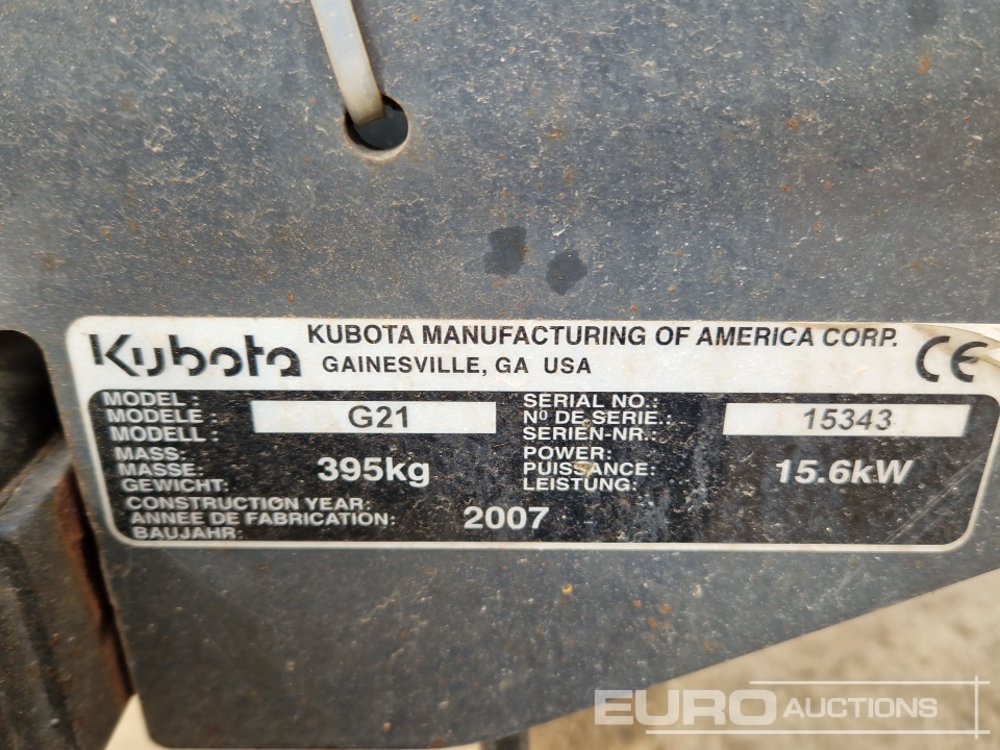 Kubota
KUBOTA MANUFACTURING OF AMERICA CORP.
GAINESVILLE, GA USA
CE
MODEL :
MODELE :
MODELL :
G21
SERIAL NO.:
Nº DE SERIE.:
SERIEN-NR.:
15343
MASS:
MASSE:
GEWICHT:
395kg
POWER:
PUISSANCE:
LEISTUNG:
15.6kW
CONSTRUCTION YEAR:
ANNÉE DE FABRICATION:
BAUJAHR:
2007
EURO AUCTIONS